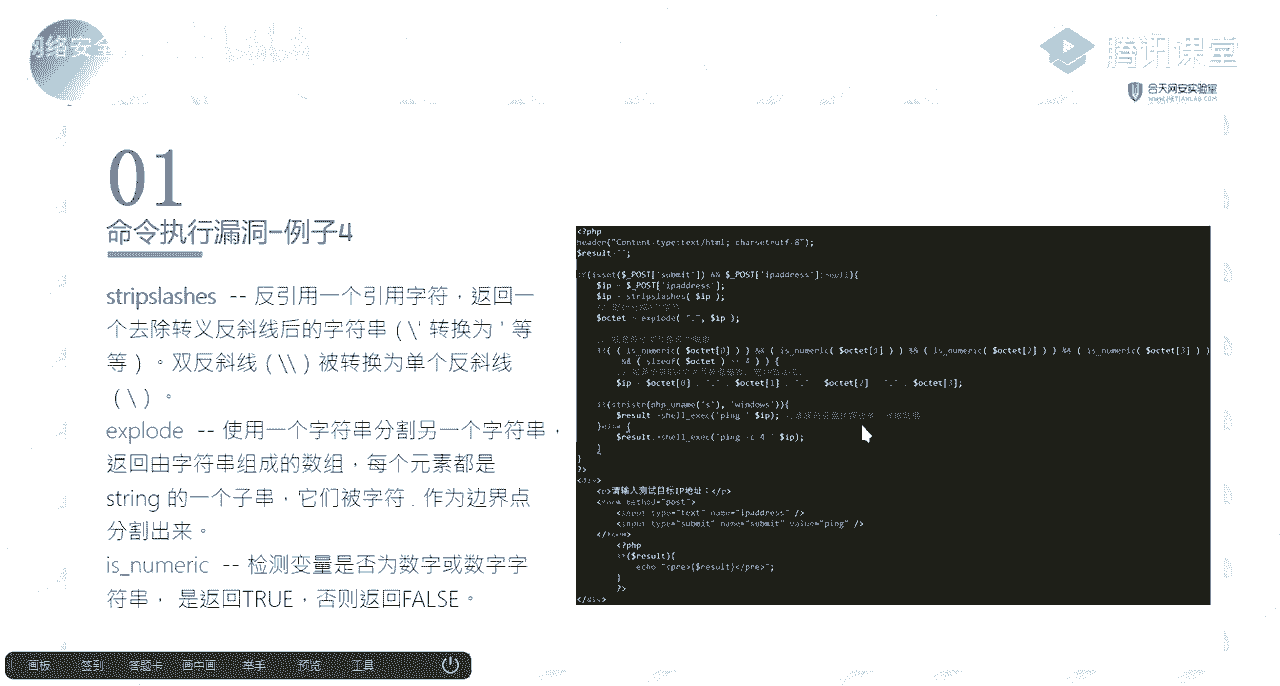 网络安全
腾讯课堂
合天网安实验室
WWW.HETIANLAB.COM
01
命令执行漏洞-例子4
stripslashes -- 反引用一个引用字符，返回一
个去除转义反斜线后的字符串（\' 转换为 ' 等
等）。双反斜线（\\）被转换为单个反斜线
（\）。
explode -- 使用一个字符串分割另一个字符串，
返回由字符串组成的数组，每个元素都是
string 的一个子串，它们被字符 . 作为边界点
分割出来。
is_numeric -- 检测变量是否为数字或数字字
符串， 是返回TRUE，否则返回FALSE。
<?php
header("Content-type:text/html; charset=utf-8");
$result = "";
if(isset($_POST['submit']) && $_POST['ipaddress']!=null){
$ip = $_POST['ipaddress'];
$ip = stripslashes( $ip );
$octet = explode( ".", $ip );
if( ( is_numeric( $octet[0] ) ) && ( is_numeric( $octet[1] ) ) && ( is_numeric( $octet[2] ) ) && ( is_numeric( $octet[3] ) )
&& ( sizeof( $octet ) == 4 ) ) {
$ip = $octet[0] . "." . $octet[1] . "." . $octet[2] . "." . $octet[3];
if(stristr(php_uname('s'), 'windows')){
$result =shell_exec('ping ' $ip);
}else {
$result.=shell_exec('ping -c 4 ' $ip);
}
}
?>
<div>
<p>请输入测试目标IP地址：</p>
<form method="post">
<input type="text" name="ipaddress" />
<input type="submit" name="submit" value="ping" />
</form>
<?php
if($result){
echo "<pre>{$result}</pre>";
}
?>
</div>
画板 签到 答题卡 画中画 举手 预览 工具